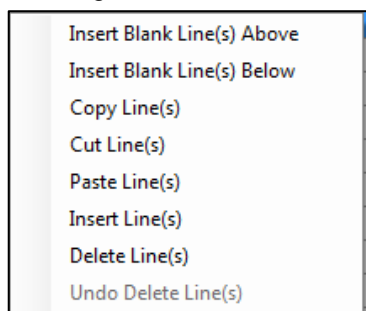 Insert Blank Line(s) Above
Insert Blank Line(s) Below
Copy Line(s)
Cut Line(s)
Paste Line(s)
Insert Line(s)
Delete Line(s)
Undo Delete Line(s)